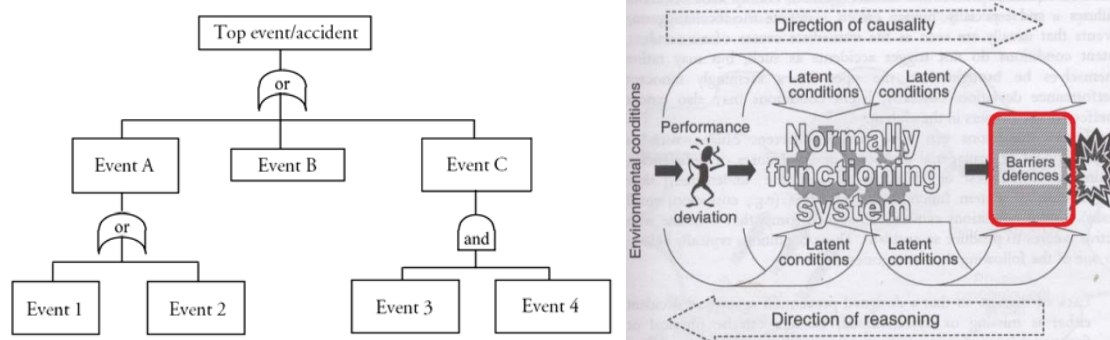 Top event/accident
or
Event A
Event B
Event C
or
and
Event 1
Event 2
Event 3
Event 4
Direction of causality
Environmental conditions
Latent
conditions
Latent
conditions
Performance
deviation
Normally
functioning
system
Barriers
defences
Latent
conditions
Latent
conditions
Direction of reasoning